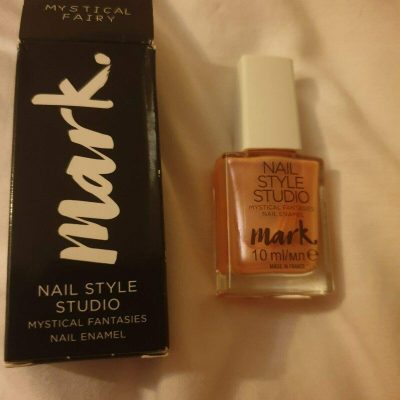 MYSTICAL
FAIRY
mark.
NAIL STYLE
STUDIO
MYSTICAL FANTASIES
NAIL ENAMEL
NAIL
STYLE
STUDIO
MYSTICAL FANTASIES
NAIL ENAMEL
mark.
10 ml/мл e
MADE IN FRANCE